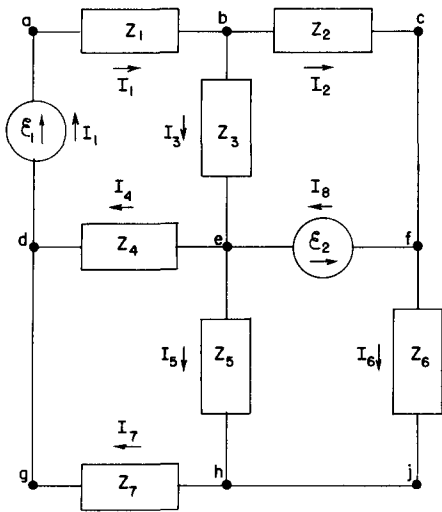 a Z₁ b Z₂ c
I₁ I₂
ℰ₁ I₁ I₃ Z₃
I₄ I₈
d Z₄ e ℰ₂ f
I₅ Z₅ I₆ Z₆
I₇
g Z₇ h j